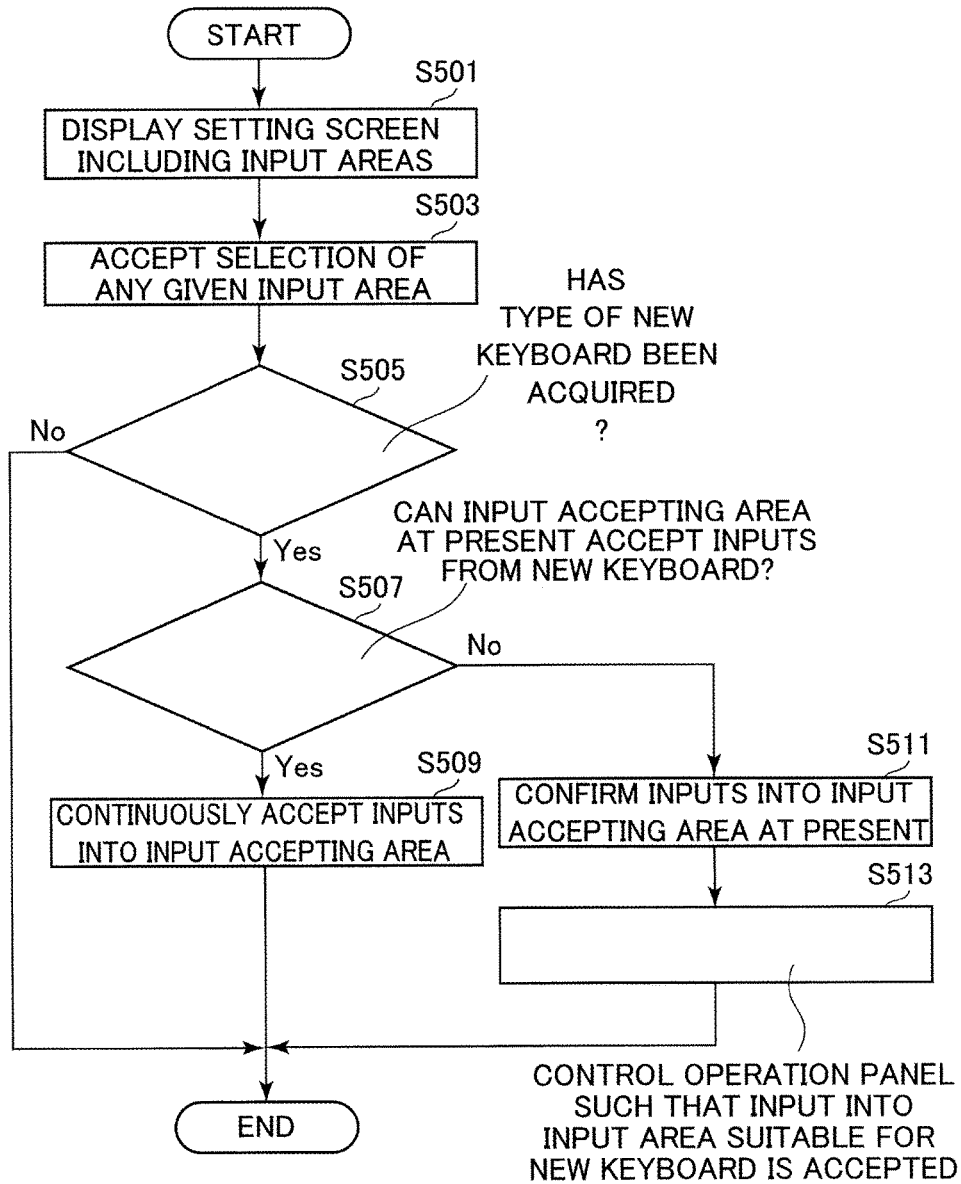 START
S501
DISPLAY SETTING SCREEN
INCLUDING INPUT AREAS
S503
ACCEPT SELECTION OF
ANY GIVEN INPUT AREA
HAS
TYPE OF NEW
KEYBOARD BEEN
ACQUIRED
?
S505
No
Yes
CAN INPUT ACCEPTING AREA
AT PRESENT ACCEPT INPUTS
FROM NEW KEYBOARD?
S507
No
Yes
S509
CONTINUOUSLY ACCEPT INPUTS
INTO INPUT ACCEPTING AREA
S511
CONFIRM INPUTS INTO INPUT
ACCEPTING AREA AT PRESENT
S513
CONTROL OPERATION PANEL
SUCH THAT INPUT INTO
INPUT AREA SUITABLE FOR
NEW KEYBOARD IS ACCEPTED
END